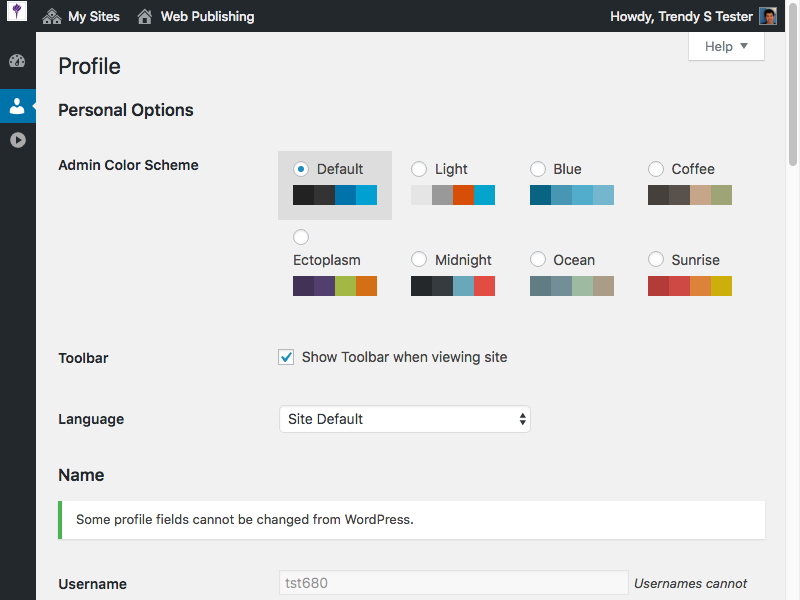 My Sites Web Publishing Howdy, Trendy S Tester
Help
Profile
Personal Options
Admin Color Scheme
Default Light Blue Coffee
Ectoplasm Midnight Ocean Sunrise
Toolbar Show Toolbar when viewing site
Language Site Default
Name
Some profile fields cannot be changed from WordPress.
Username tst680 Usernames cannot